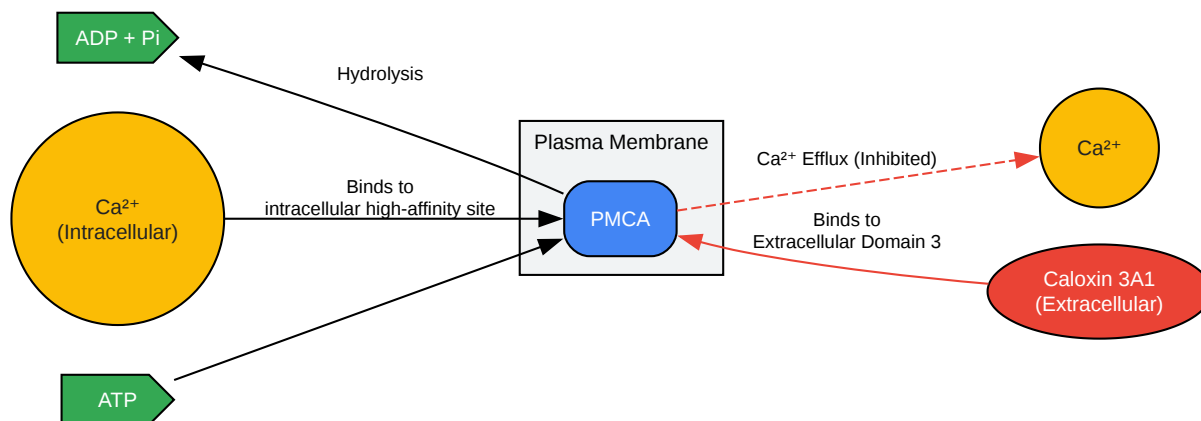 ADP + Pi
Hydrolysis
Plasma Membrane
Ca²⁺ Efflux (Inhibited)
Ca²⁺
Ca²⁺
(Intracellular)
Binds to
intracellular high-affinity site
PMCA
Binds to
Extracellular Domain 3
Caloxin 3A1
(Extracellular)
ATP